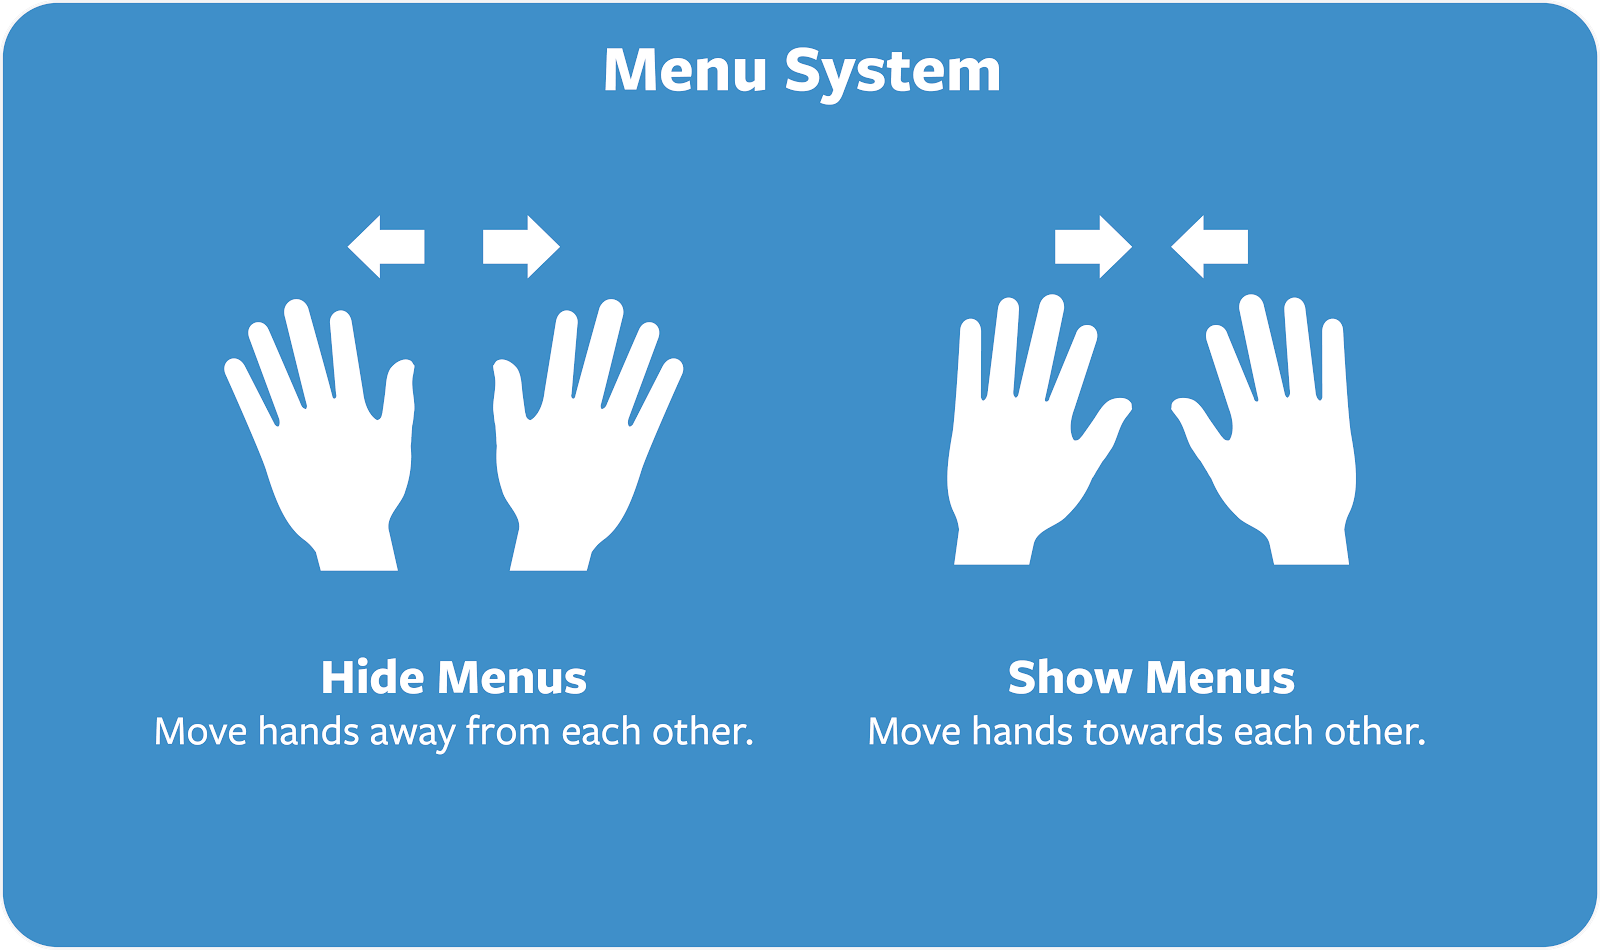 Menu System
Hide Menus
Move hands away from each other.
Show Menus
Move hands towards each other.